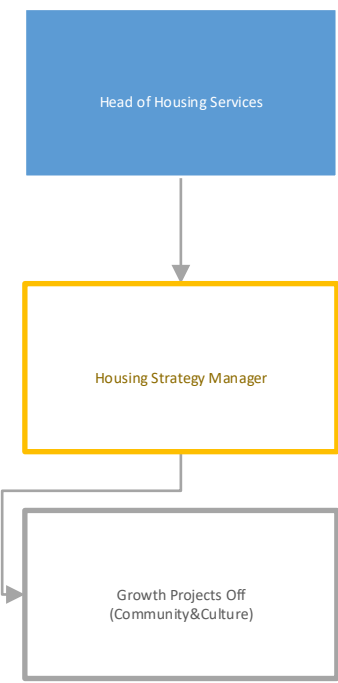 Head of Housing Services
Housing Strategy Manager
Growth Projects Off
(Community&Culture)